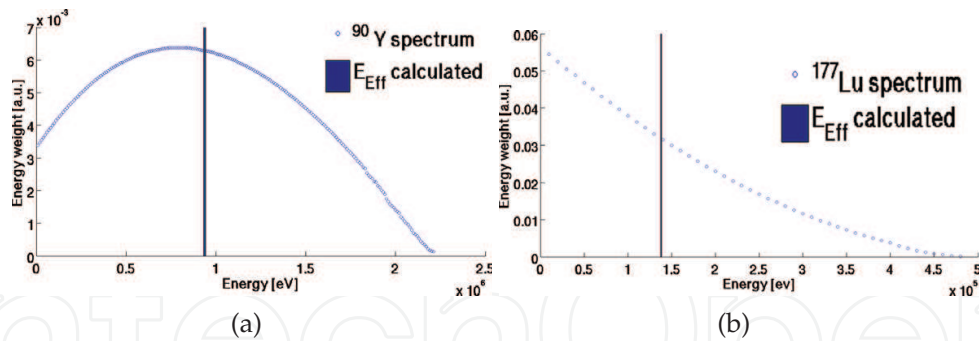 x 10⁻³
7
6
5
4
3
2
1
0
Energy weight [a.u.]
⁹⁰Y spectrum
E_Eff calculated
0
0.5
1
1.5
2
2.5
Energy [eV]
x 10⁶
(a)
0.06
0.05
0.04
0.03
0.02
0.01
0
Energy weight [a.u.]
¹⁷⁷Lu spectrum
E_Eff calculated
0
0.5
1
1.5
2
2.5
3
3.5
4
4.5
5
Energy [ev]
x 10⁵
(b)